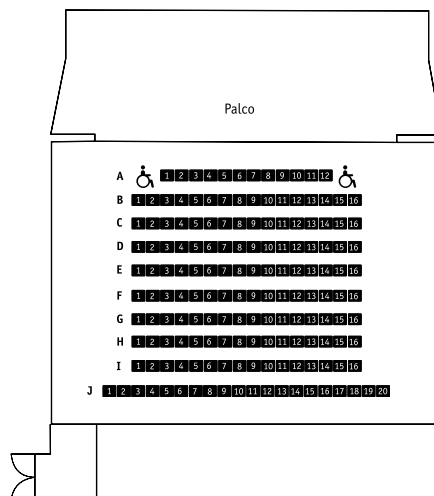 Palco
A 1 2 3 4 5 6 7 8 9 10 11 12
B 1 2 3 4 5 6 7 8 9 10 11 12 13 14 15 16
C 1 2 3 4 5 6 7 8 9 10 11 12 13 14 15 16
D 1 2 3 4 5 6 7 8 9 10 11 12 13 14 15 16
E 1 2 3 4 5 6 7 8 9 10 11 12 13 14 15 16
F 1 2 3 4 5 6 7 8 9 10 11 12 13 14 15 16
G 1 2 3 4 5 6 7 8 9 10 11 12 13 14 15 16
H 1 2 3 4 5 6 7 8 9 10 11 12 13 14 15 16
I 1 2 3 4 5 6 7 8 9 10 11 12 13 14 15 16
J 1 2 3 4 5 6 7 8 9 10 11 12 13 14 15 16 17 18 19 20